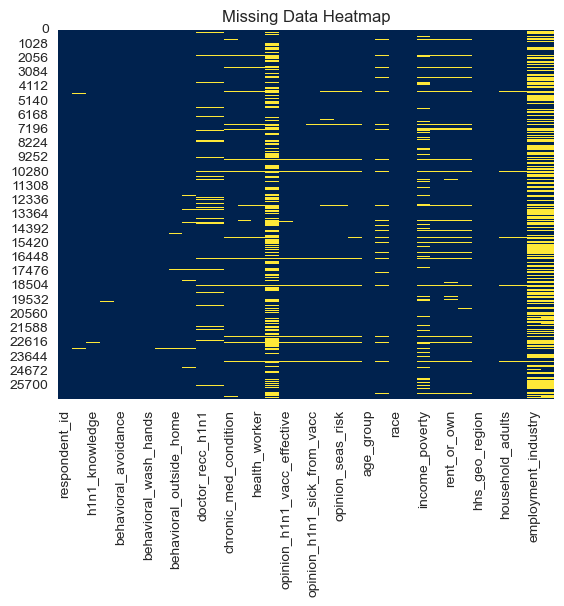 Missing Data Heatmap
0
1028
2056
3084
4112
5140
6168
7196
8224
9252
10280
11308
12336
13364
14392
15420
16448
17476
18504
19532
20560
21588
22616
23644
24672
25700
respondent_id
h1n1_knowledge
behavioral_avoidance
behavioral_wash_hands
behavioral_outside_home
doctor_recc_h1n1
chronic_med_condition
health_worker
opinion_h1n1_vacc_effective
opinion_h1n1_sick_from_vacc
opinion_seas_risk
age_group
race
income_poverty
rent_or_own
hhs_geo_region
household_adults
employment_industry